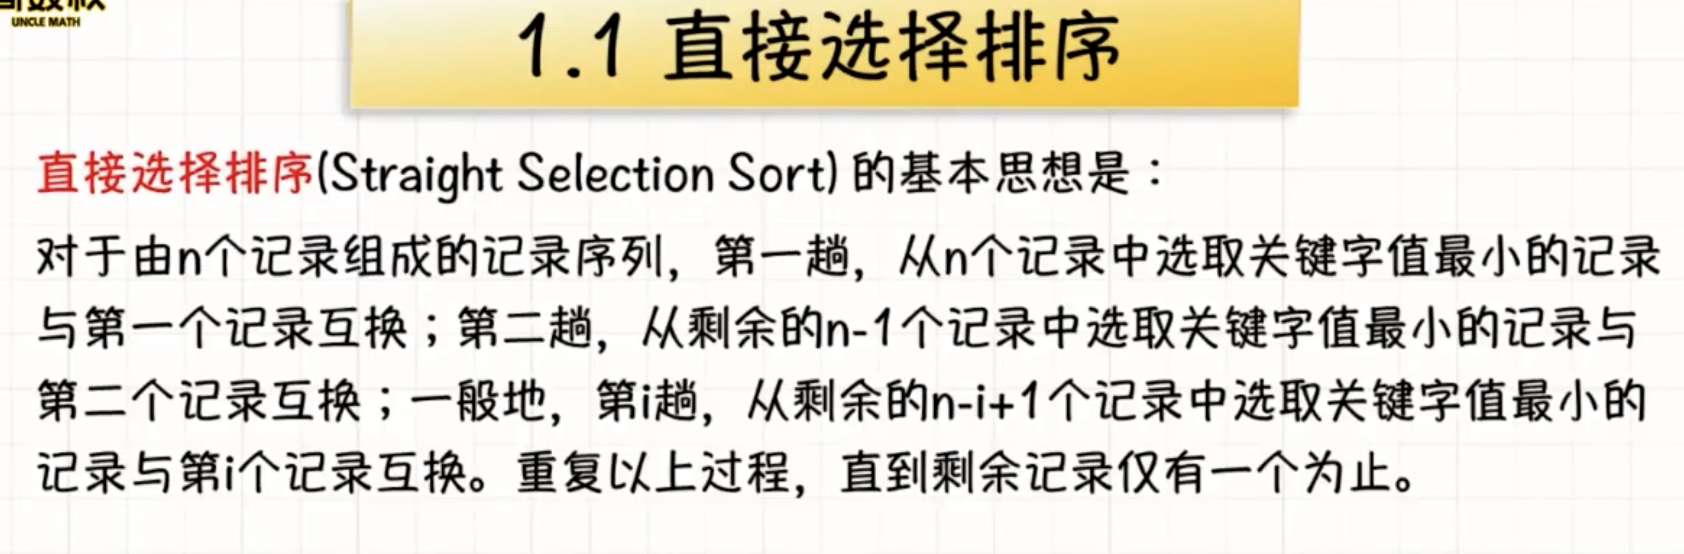 UNCLE MATH
1.1 直接选择排序
直接选择排序(Straight Selection Sort) 的基本思想是：
对于由n个记录组成的记录序列，第一趟，从n个记录中选取关键字值最小的记录
与第一个记录互换；第二趟，从剩余的n-1个记录中选取关键字值最小的记录与
第二个记录互换；一般地，第i趟，从剩余的n-i+1个记录中选取关键字值最小的
记录与第i个记录互换。重复以上过程，直到剩余记录仅有一个为止。